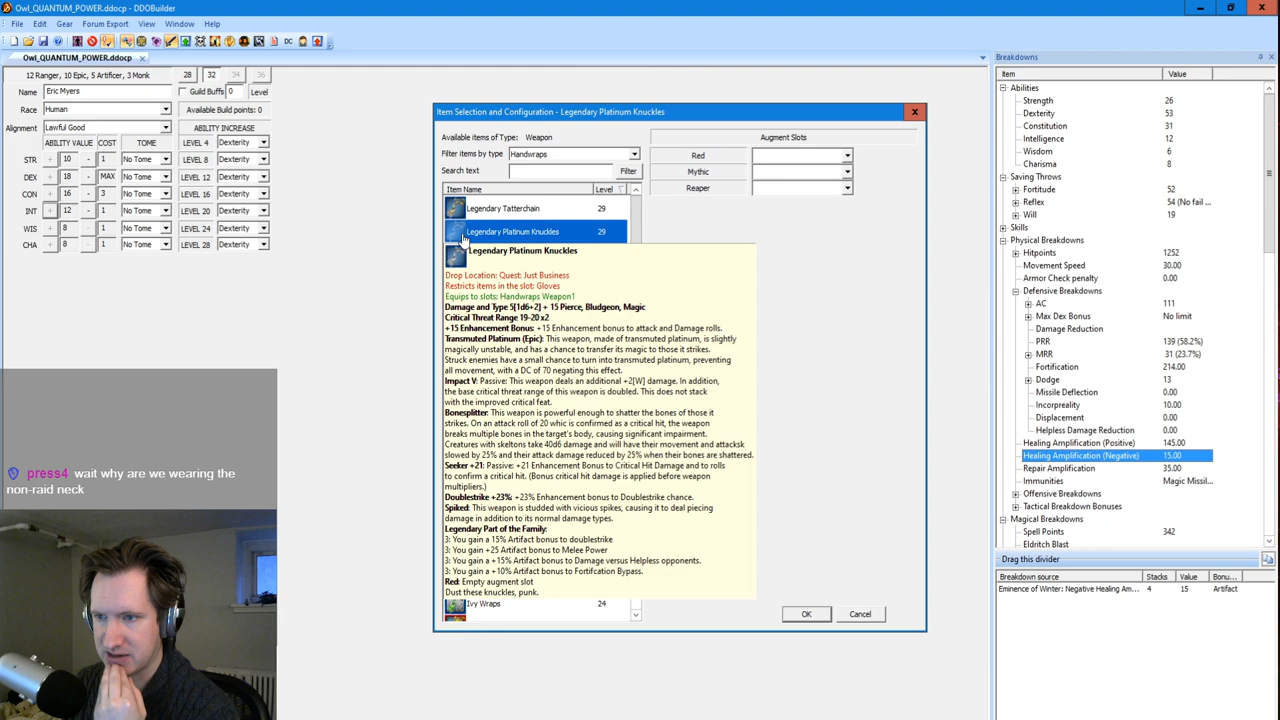 Owl_QUANTUM_POWER.ddocp - DDOBuilder
File Edit Gear Forum Export View Window Help
Owl_QUANTUM_POWER.ddocp
12 Ranger, 10 Epic, 5 Artificer, 3 Monk 28 32 34 36
Name Eric Myers Guild Buffs 0 Level
Race Human Available Build points: 0
Alignment Lawful Good ABILITY INCREASE
ABILITY VALUE COST TOME LEVEL 4 Dexterity
STR + 10 - 1 No Tome LEVEL 8 Dexterity
DEX + 18 - MAX No Tome LEVEL 12 Dexterity
CON + 16 - 3 No Tome LEVEL 16 Dexterity
INT + 12 - 1 No Tome LEVEL 20 Dexterity
WIS + 8 - 1 No Tome LEVEL 24 Dexterity
CHA + 8 - 1 No Tome LEVEL 28 Dexterity
press4 wait why are we wearing the
non-raid neck
Item Selection and Configuration - Legendary Platinum Knuckles
Available items of Type: Weapon Augment Slots
Filter items by type Handwraps Red
Search text Filter Mythic
Item Name Level Reaper
Legendary Tatterchain 29
Legendary Platinum Knuckles 29
Legendary Platinum Knuckles
Drop Location: Quest: Just Business
Restricts items in the slot: Gloves
Equips to slots: Handwraps Weapon1
Damage and Type 5[1d6+2] + 15 Pierce, Bludgeon, Magic
Critical Threat Range 19-20 x2
+15 Enhancement Bonus: +15 Enhancement bonus to attack and Damage rolls.
Transmuted Platinum (Epic): This weapon, made of transmuted platinum, is slightly
magically unstable, and has a chance to transfer its magic to those it strikes.
Struck enemies have a small chance to turn into transmuted platinum, preventing
all movement, with a DC of 70 negating this effect.
Impact V: Passive: This weapon deals an additional +2[W] damage. In addition,
the base critical threat range of this weapon is doubled. This does not stack
with the improved critical feat.
Bonesplitter: This weapon is powerful enough to shatter the bones of those it
strikes. On an attack roll of 20 whic is confirmed as a critical hit, the weapon
breaks multiple bones in the target's body, causing significant impairment.
Creatures with skeltons take 40d6 damage and will have their movement and attacksk
slowed by 25% and their attack damage reduced by 25% when their bones are shattered.
Seeker +21: Passive: +21 Enhancement Bonus to Critical Hit Damage and to rolls
to confirm a critical hit. (Bonus critical hit damage is applied before weapon
multipliers.)
Doublestrike +23%: +23% Enhancement bonus to Doublestrike chance.
Spiked: This weapon is studded with vicious spikes, causing it to deal piercing
damage in addition to its normal damage types.
Legendary Part of the Family:
3: You gain a 15% Artifact bonus to doublestrike
3: You gain +25 Artifact bonus to Melee Power
3: You gain a +15% Artifact bonus to Damage versus Helpless opponents.
3: You gain a +10% Artifact bonus to Fortifcation Bypass.
Red: Empty augment slot
Dust these knuckles, punk.
Ivy Wraps 24
OK Cancel
Breakdowns
Item Value
Abilities
Strength 26
Dexterity 53
Constitution 31
Intelligence 12
Wisdom 6
Charisma 8
Saving Throws
Fortitude 52
Reflex 54 (No fail ...
Will 19
Skills
Physical Breakdowns
Hitpoints 1252
Movement Speed 30.00
Armor Check penalty 0.00
Defensive Breakdowns
AC 111
Max Dex Bonus No limit
Damage Reduction
PRR 139 (58.2%)
MRR 31 (23.7%)
Fortification 214.00
Dodge 13
Missile Deflection 0.00
Incorpreality 10.00
Displacement 0.00
Helpless Damage Reduction 0.00
Healing Amplification (Positive) 145.00
Healing Amplification (Negative) 15.00
Repair Amplification 35.00
Immunities Magic Missil...
Offensive Breakdowns
Tactical Breakdown Bonuses
Magical Breakdowns
Spell Points 342
Eldritch Blast
Drag this divider
Breakdown source Stacks Value Bonu...
Eminence of Winter: Negative Healing Am... 4 15 Artifact